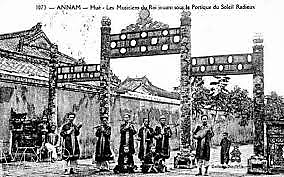 1073 — ANNAM — Hué - Les Musiciens du Roi jouant sous le Portique du Soleil Radieux